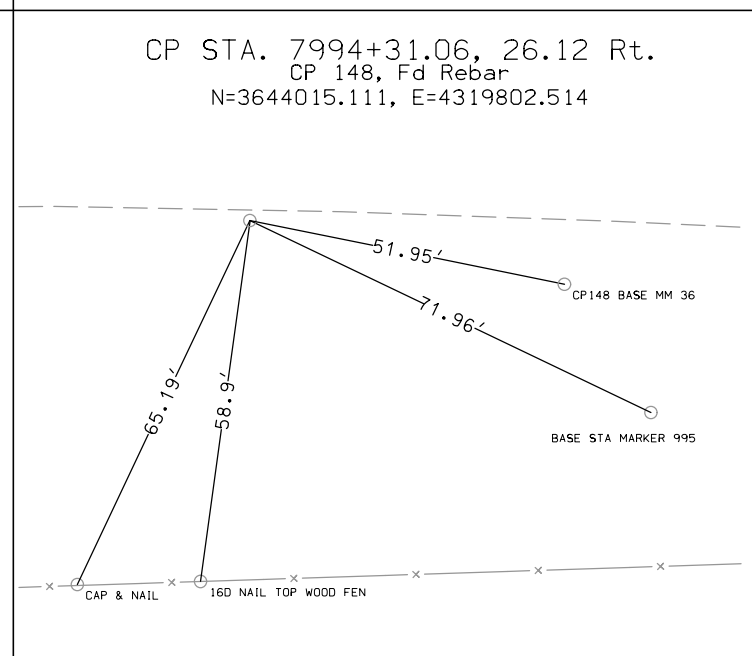 CP STA. 7994+31.06, 26.12 Rt.
CP 148, Fd Rebar
N=3644015.111, E=4319802.514
51.95'
CP148 BASE MM 36
71.96'
65.19'
58.9'
BASE STA MARKER 995
CAP & NAIL
16D NAIL TOP WOOD FEN